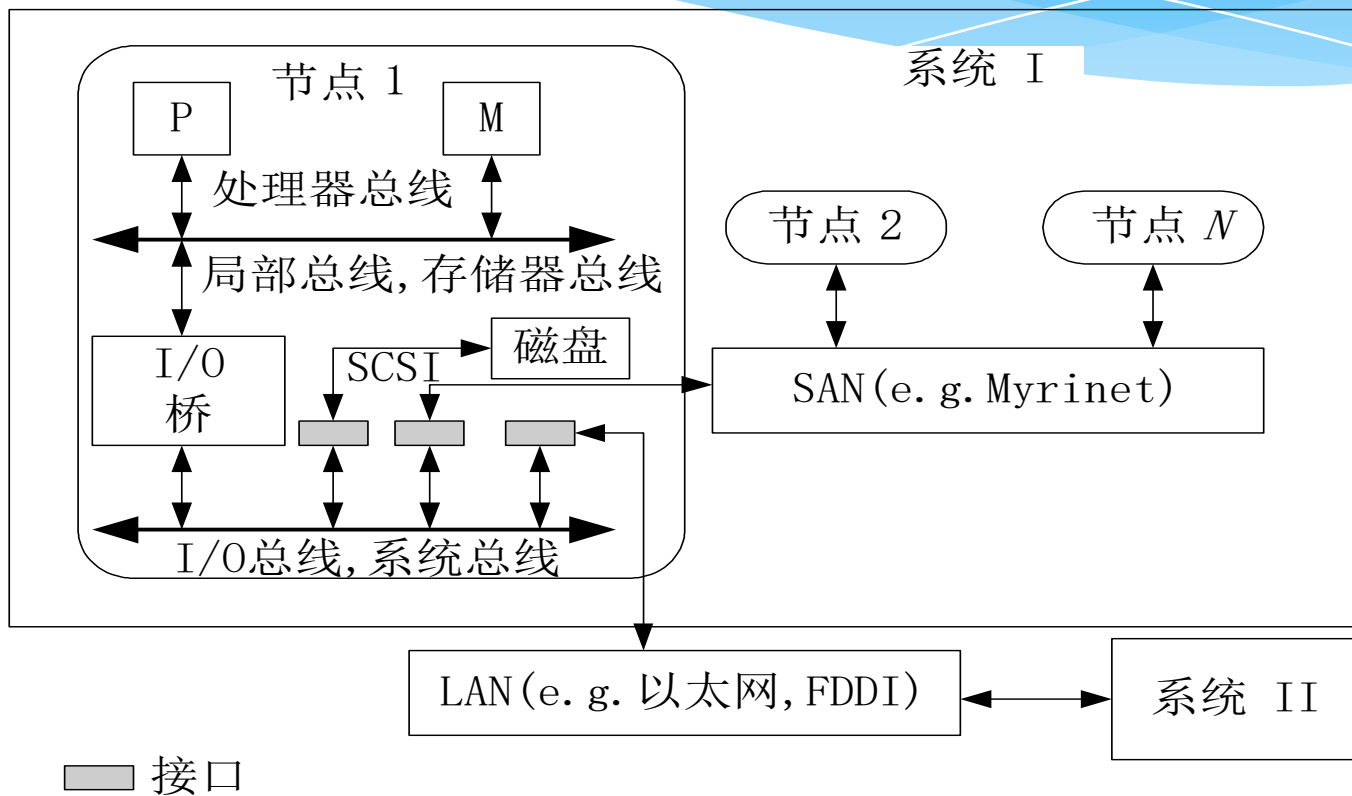 系统 I
节点 1
P
M
处理器总线
节点 2
节点 N
局部总线,存储器总线
I/O
桥
SCSI
磁盘
SAN(e.g.Myrinet)
I/O总线,系统总线
LAN(e.g.以太网,FDDI)
系统 II
接口